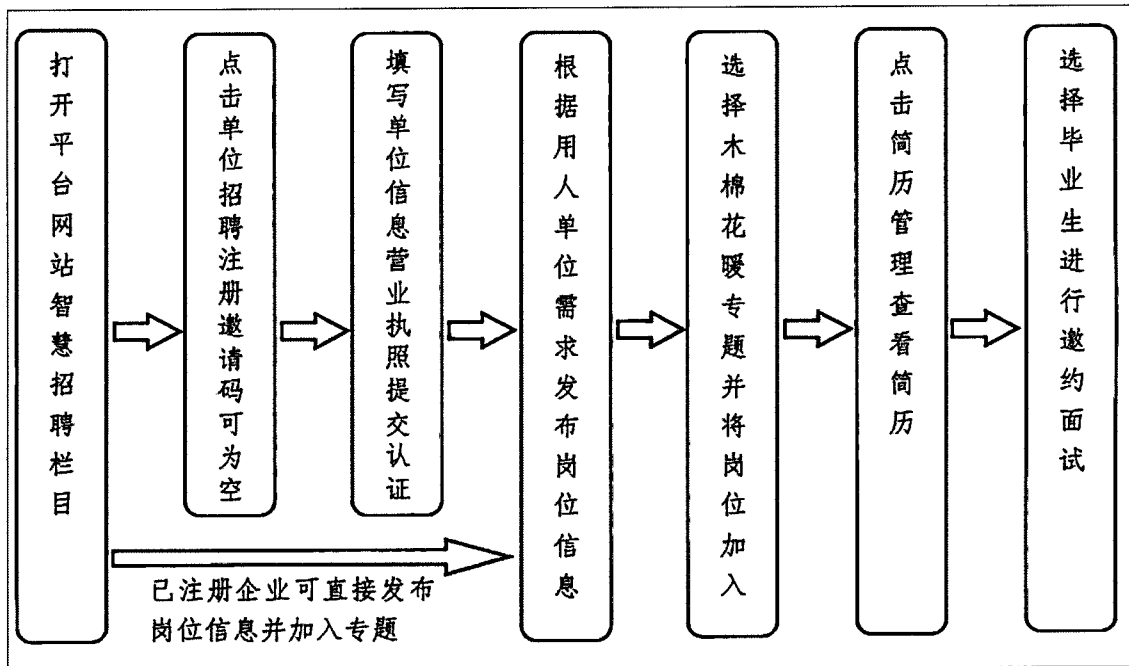 打开平台网站智慧招聘栏目
点击单位招聘注册邀请码可为空
填写单位信息营业执照提交认证
根据用人单位需求发布岗位信息
选择木棉花暖专题并将岗位加入
点击简历管理查看简历
选择毕业生进行邀约面试
已注册企业可直接发布
岗位信息并加入专题